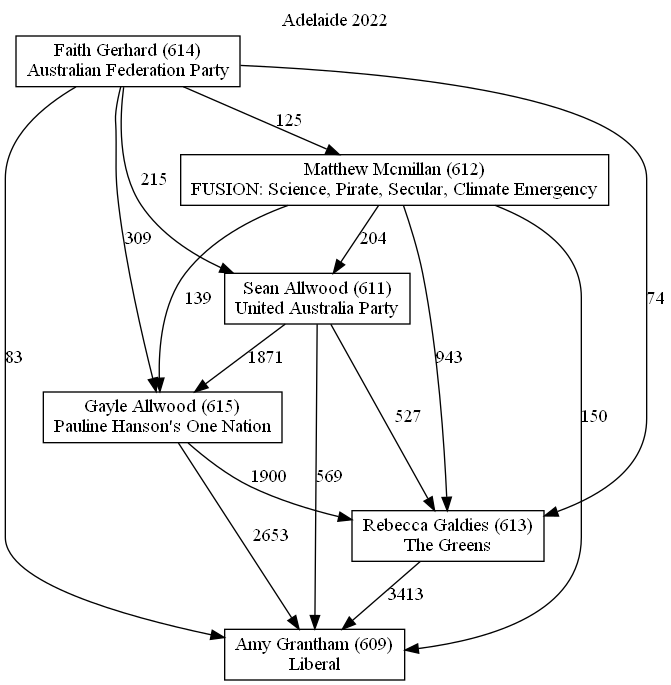 Adelaide 2022
Faith Gerhard (614)
Australian Federation Party
125
Matthew Mcmillan (612)
FUSION: Science, Pirate, Secular, Climate Emergency
215
309
204
Sean Allwood (611)
United Australia Party
139
74
83
1871
943
Gayle Allwood (615)
Pauline Hanson's One Nation
527
150
1900
569
Rebecca Galdies (613)
The Greens
2653
3413
Amy Grantham (609)
Liberal